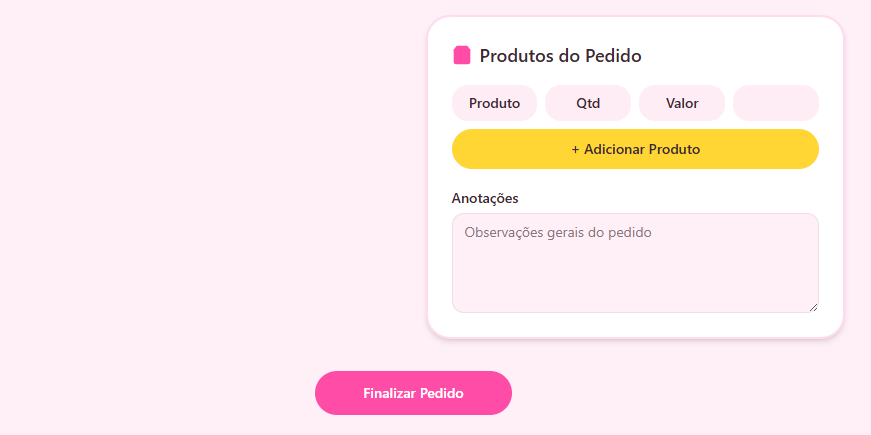 Produtos do Pedido
Produto Qtd Valor
+ Adicionar Produto
Anotações
Observações gerais do pedido
Finalizar Pedido